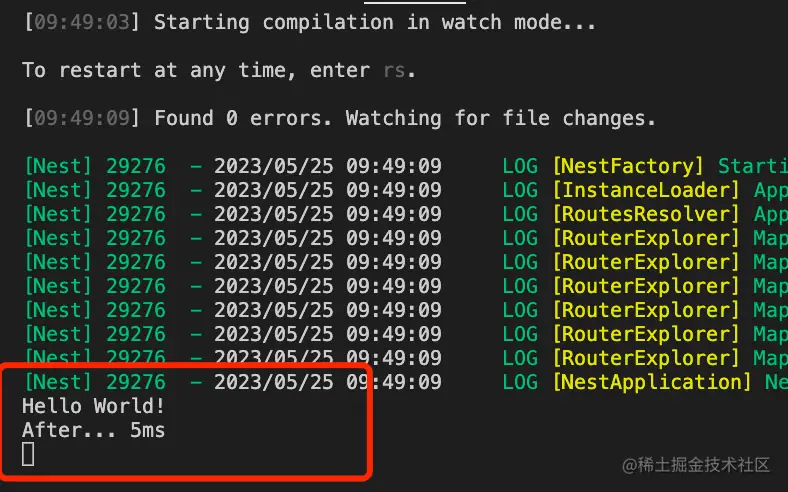 [09:49:03] Starting compilation in watch mode...
To restart at any time, enter rs.
[09:49:09] Found 0 errors. Watching for file changes.
[Nest] 29276  - 2023/05/25 09:49:09     LOG [NestFactory] Starti
[Nest] 29276  - 2023/05/25 09:49:09     LOG [InstanceLoader] App
[Nest] 29276  - 2023/05/25 09:49:09     LOG [RoutesResolver] App
[Nest] 29276  - 2023/05/25 09:49:09     LOG [RouterExplorer] Map
[Nest] 29276  - 2023/05/25 09:49:09     LOG [RouterExplorer] Map
[Nest] 29276  - 2023/05/25 09:49:09     LOG [RouterExplorer] Map
[Nest] 29276  - 2023/05/25 09:49:09     LOG [RouterExplorer] Map
[Nest] 29276  - 2023/05/25 09:49:09     LOG [RouterExplorer] Map
[Nest] 29276  - 2023/05/25 09:49:09     LOG [RouterExplorer] Map
[Nest] 29276  - 2023/05/25 09:49:09     LOG [NestApplication] Ne
Hello World!
After... 5ms
@稀土掘金技术社区